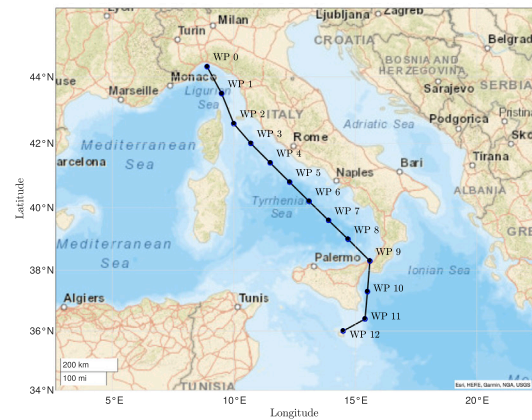 Lyon
Ljubljana
Zagreb
Milan
Turin
CROATIA
Belgrad
BOSNIA AND
HERZEGOVINA
WP 0
44°N
Monaco
Sarajevo
SERBIA
Marseille
Ligurian
Sea
WP 1
ITALY
Pristina
WP 2
Adriatic Sea
Podgorica
Sko
42°N
Mediterranean
Sea
WP 3
Rome
Tirana
arcelona
WP 4
Naples
Bari
WP 5
ALBANIA
WP 6
Latitude
40°N
Tyrrhenian
Sea
WP 7
WP 8
GRE
Mediterranean
Sea
Palermo
WP 9
Ionian Sea
38°N
WP 10
Algiers
Tunis
WP 11
36°N
WP 12
200 km
100 mi
TUNISIA
Esri, HERE, Garmin, NGA, USGS
34°N
5°E
10°E
15°E
20°E
Longitude